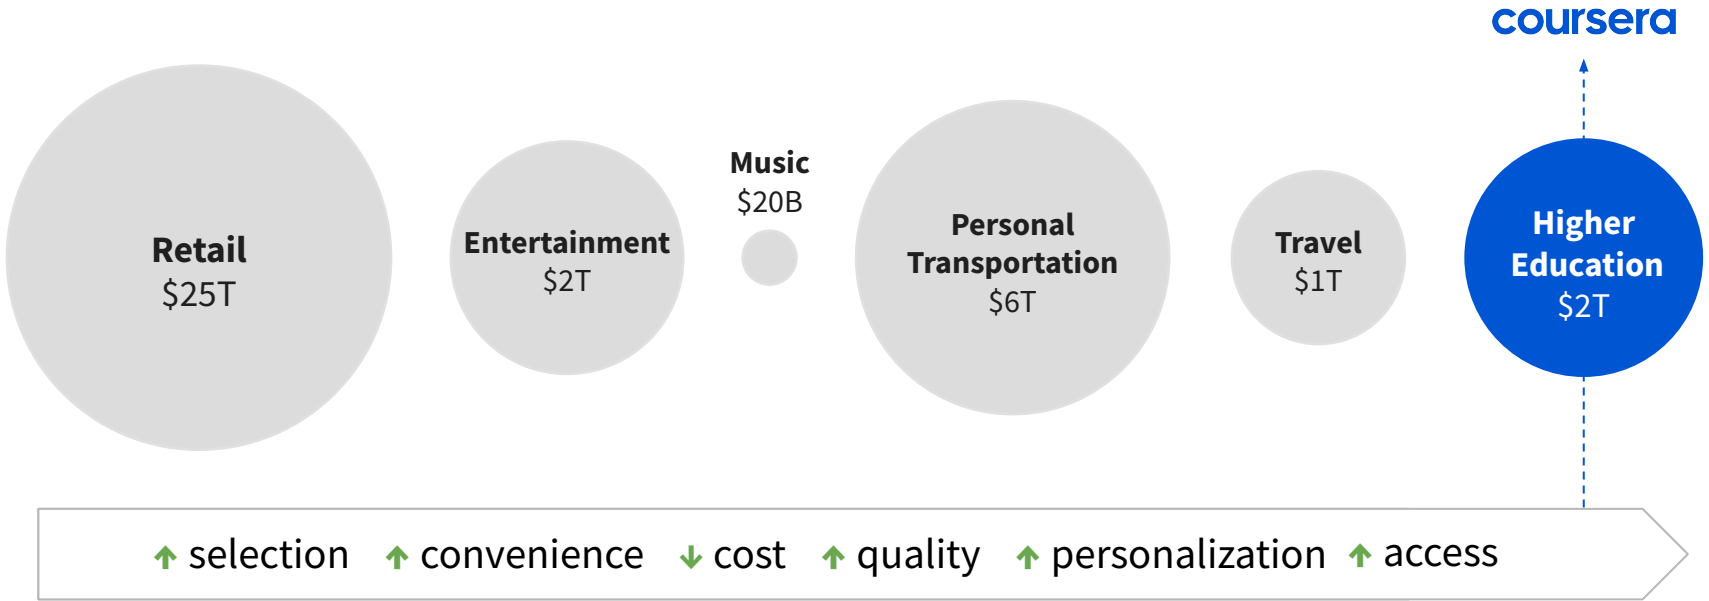 coursera
Retail
$25T
Entertainment
$2T
Music
$20B
Personal
Transportation
$6T
Travel
$1T
Higher
Education
$2T
↑ selection ↑ convenience ↓ cost ↑ quality ↑ personalization ↑ access